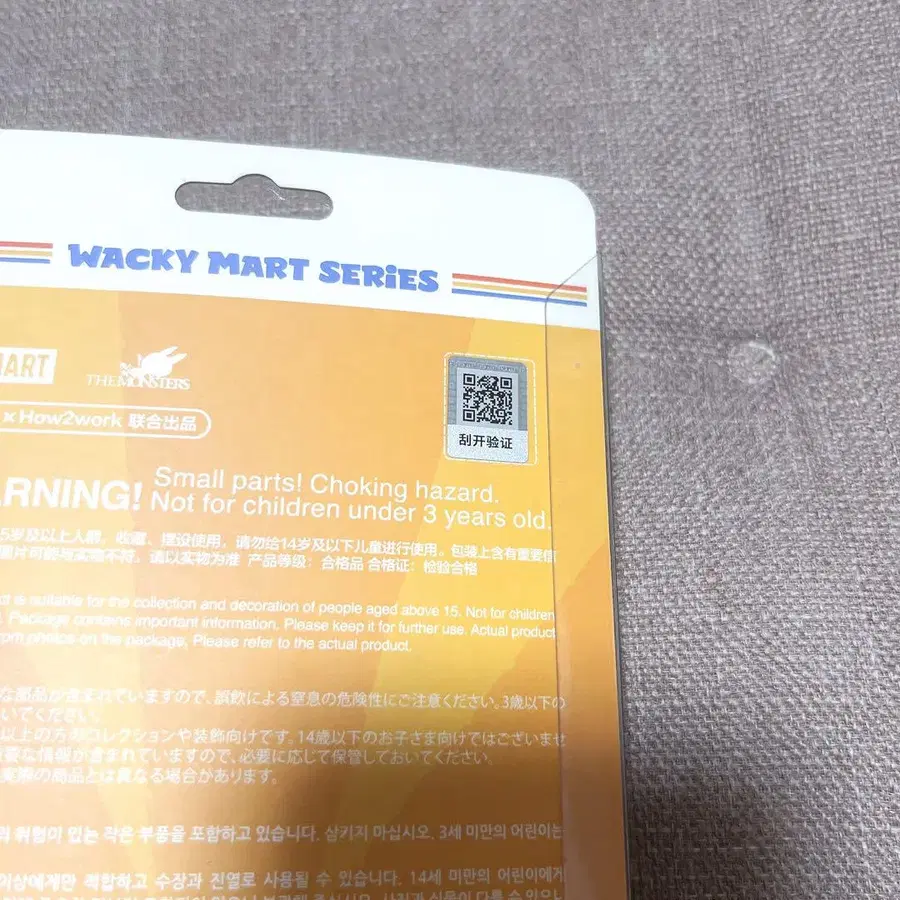 WACKY MART SERiES
MART
THE MONSTERS
× How2work 联合出品
刮开验证
ARNING! Small parts! Choking hazard.
Not for children under 3 years old.
5岁及以上人群，收藏、摆设使用，请勿给14岁及以下儿童进行使用。包装上含有重要信
图片可能与实物不符，请以实物为准 产品等级：合格品 合格证：检验合格
is suitable for the collection and decoration of people aged above 15. Not for children
Package contains important information. Please keep it for further use. Actual product
photos on the package, Please refer to the actual product.
な部品が含まれていますので、誤飲による窒息の危険性にご注意ください。3歳以下の
いでください。
以上の方のコレクションや装飾向けです。14歳以下のお子さま向けではございませ
要な情報が含まれていますので、必要に応じて保管しておいてください。
実際の商品とは異なる場合があります。
위험이 있는 작은 부품을 포함하고 있습니다. 삼키지 마십시오. 3세 미만의 어린이는
이상에게만 적합하고 수장과 진열로 사용될 수 있습니다. 14세 미만의 어린이에게